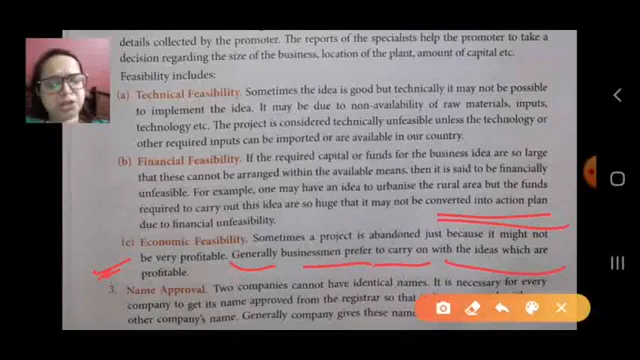 details collected by the promoter. The reports of the specialists help the promoter to take a
decision regarding the size of the business, location of the plant, amount of capital etc.
Feasibility includes:
(a) Technical Feasibility. Sometimes the idea is good but technically it may not be possible
to implement the idea. It may be due to non-availability of raw materials, inputs,
technology etc. The project is considered technically unfeasible unless the technology or
other required inputs can be imported or are available in our country.
(b) Financial Feasibility. If the required capital or funds for the business idea are so large
that these cannot be arranged within the available means, then it is said to be financially
unfeasible. For example, one may have an idea to urbanise the rural area but the funds
required to carry out this idea are so huge that it may not be converted into action plan
due to financial unfeasibility.
(c) Economic Feasibility. Sometimes a project is abandoned just because it might not
be very profitable. Generally businessmen prefer to carry on with the ideas which are
profitable.
3. Name Approval. Two companies cannot have identical names. It is necessary for every
company to get its name approved from the registrar so that
other company's name. Generally company gives these nam